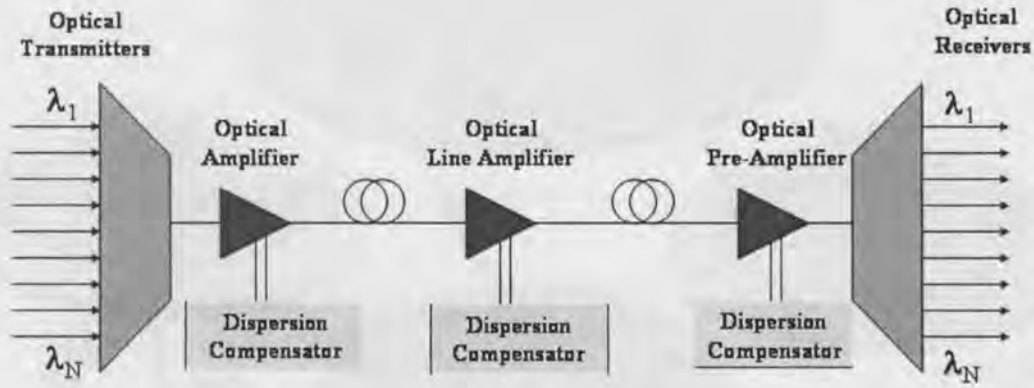 Optical
Transmitters
Optical
Receivers
λ1
λ1
Optical
Amplifier
Optical
Line Amplifier
Optical
Pre-Amplifier
Dispersion
Compensator
Dispersion
Compensator
Dispersion
Compensator
λN
λN